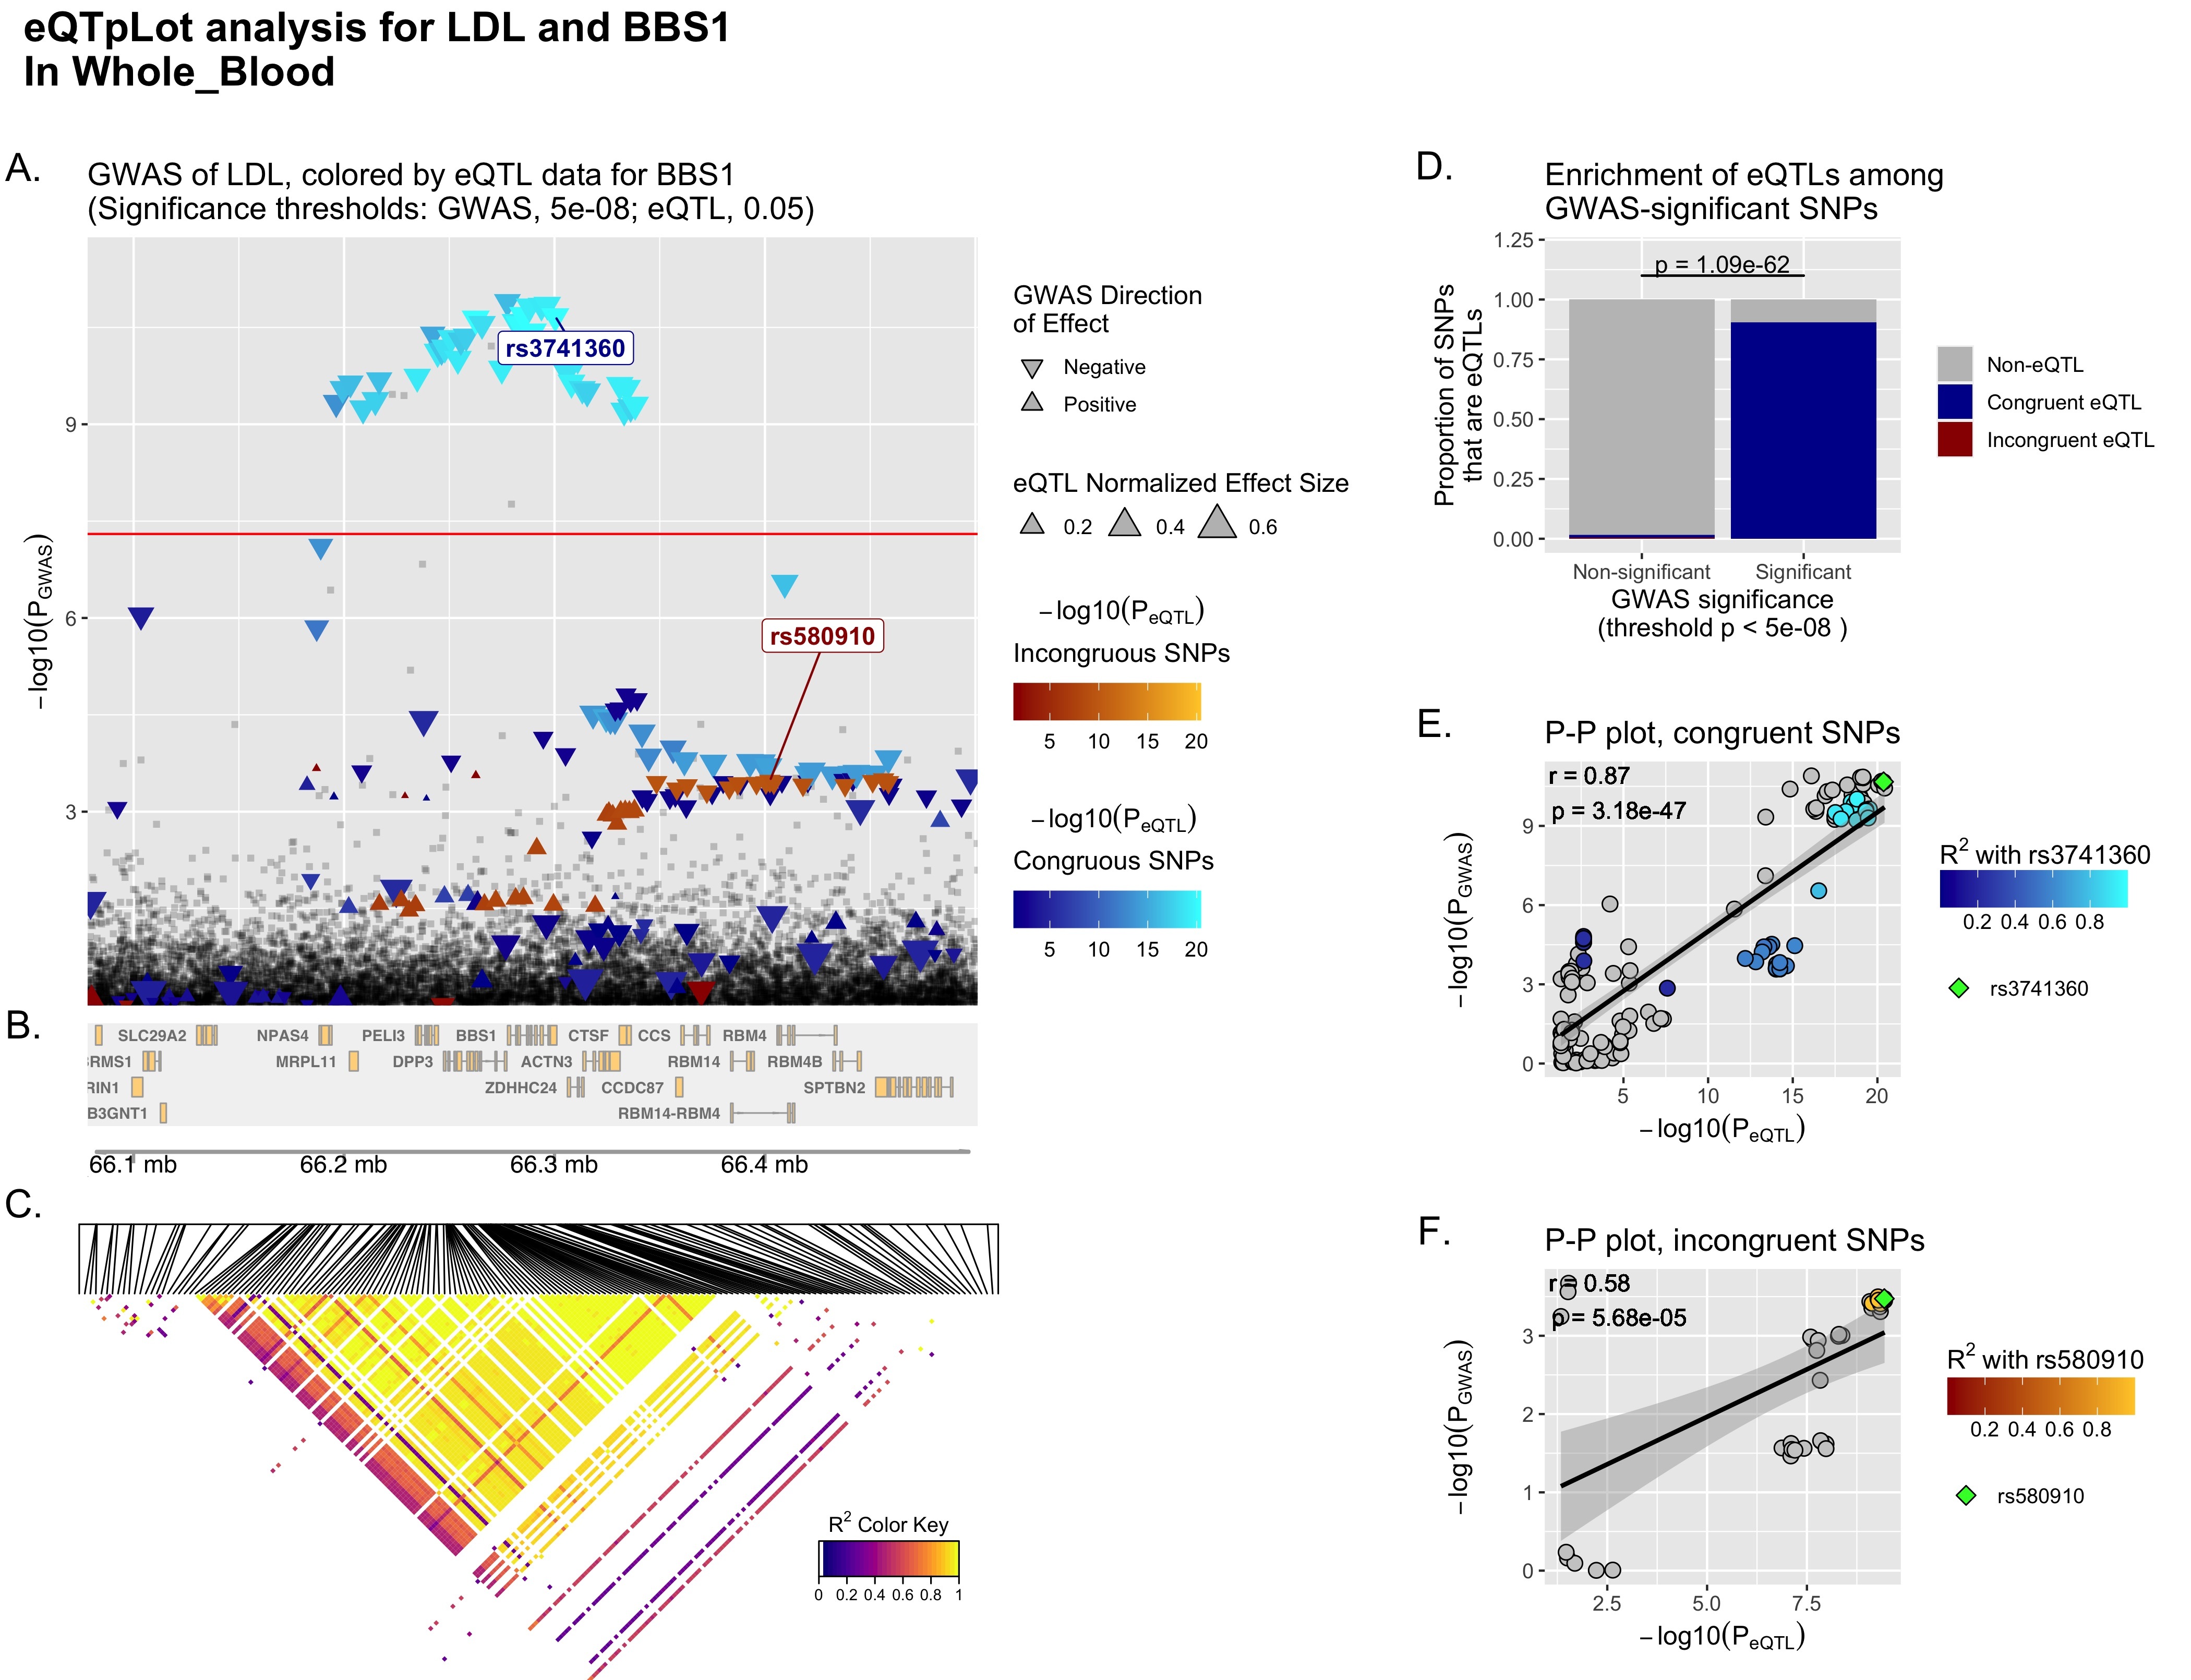 eQTpLot analysis for LDL and BBS1
In Whole_Blood
A.
GWAS of LDL, colored by eQTL data for BBS1
(Significance thresholds: GWAS, 5e-08; eQTL, 0.05)
−log10(PGWAS)
9
6
3
rs3741360
rs580910
GWAS Direction
of Effect
Negative
Positive
eQTL Normalized Effect Size
0.2 0.4 0.6
−log10(PeQTL)
Incongruous SNPs
5 10 15 20
−log10(PeQTL)
Congruous SNPs
5 10 15 20
B.
SLC29A2 NPAS4 PELI3 BBS1 CTSF CCS RBM4
BRMS1 MRPL11 DPP3 ACTN3 RBM14 RBM4B
RIN1 ZDHHC24 CCDC87 SPTBN2
B3GNT1 RBM14-RBM4
66.1 mb 66.2 mb 66.3 mb 66.4 mb
C.
R2 Color Key
0 0.2 0.4 0.6 0.8 1
D.
Enrichment of eQTLs among
GWAS-significant SNPs
Proportion of SNPs
that are eQTLs
1.25
1.00
0.75
0.50
0.25
0.00
p = 1.09e-62
Non-significant Significant
GWAS significance
(threshold p < 5e-08 )
Non-eQTL
Congruent eQTL
Incongruent eQTL
E.
P-P plot, congruent SNPs
r = 0.87
p = 3.18e-47
−log10(PGWAS)
9
6
3
0
5 10 15 20
−log10(PeQTL)
R2 with rs3741360
0.2 0.4 0.6 0.8
rs3741360
F.
P-P plot, incongruent SNPs
r = 0.58
p = 5.68e-05
−log10(PGWAS)
3
2
1
0
2.5 5.0 7.5
−log10(PeQTL)
R2 with rs580910
0.2 0.4 0.6 0.8
rs580910